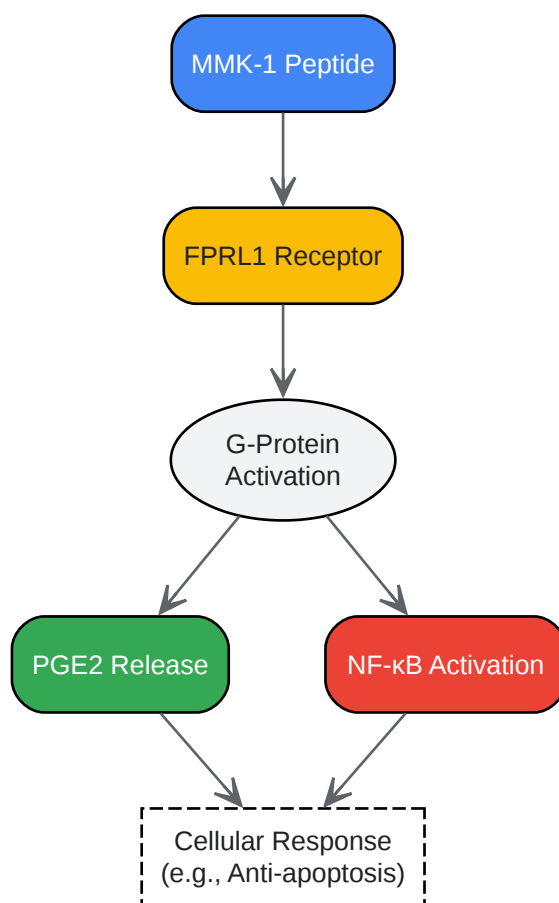 MMK-1 Peptide
FPRL1 Receptor
G-Protein
Activation
PGE2 Release
NF-κB Activation
Cellular Response
(e.g., Anti-apoptosis)